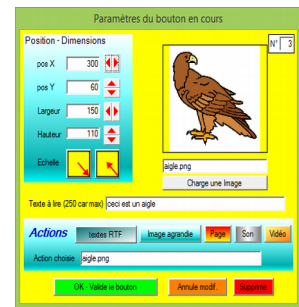 Paramètres du bouton en cours
Position - Dimensions
N° 3
pos X 300
pos Y 60
Largeur 150
Hauteur 110
Echelle
aigle.png
Charge une Image
Texte à lire (250 car max) ceci est un aigle
Actions textes RTF Image agrandie Page Son Vidéo
Action choisie aigle.png
OK - Valide le bouton Annule modif. Supprime